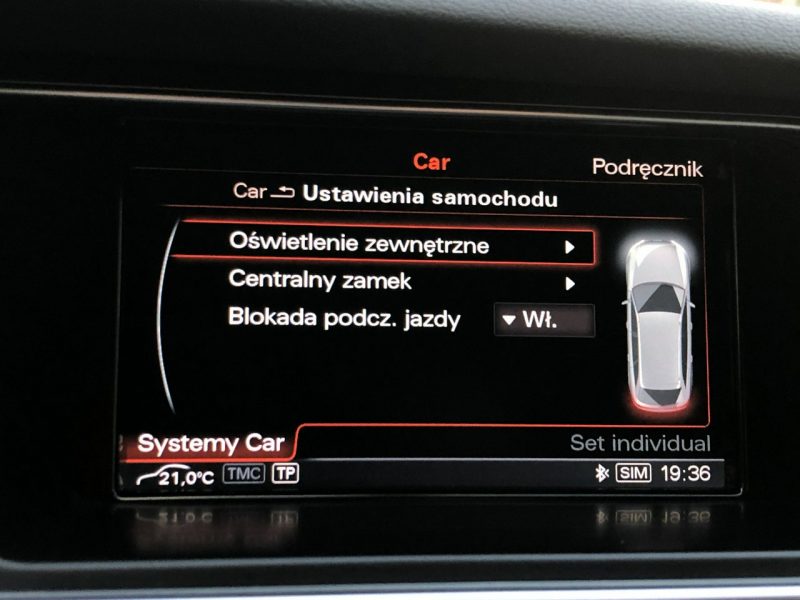 Car
Podręcznik
Car Ustawienia samochodu
Oświetlenie zewnętrzne
Centralny zamek
Blokada podcz. jazdy Wł.
Systemy Car Set individual
21,0°C TMC TP SIM 19:36